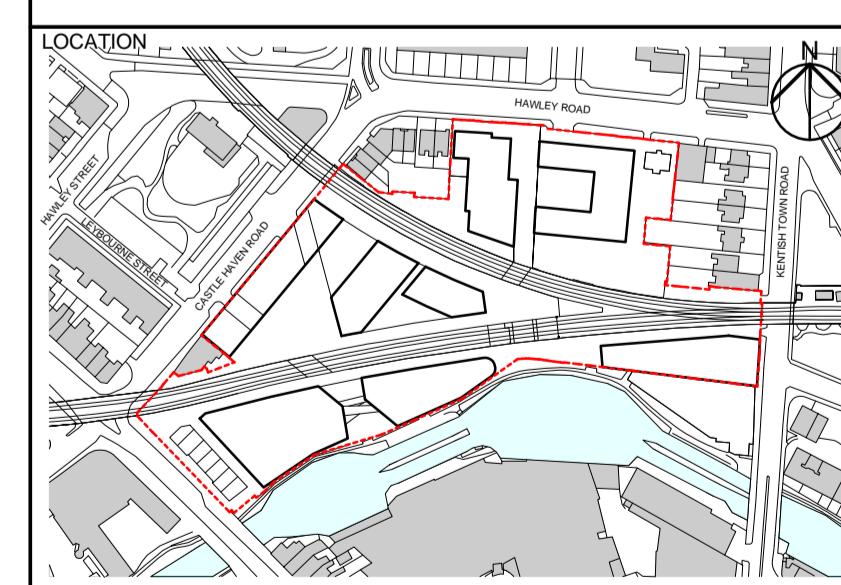 LOCATION
N
HAWLEY ROAD
HAWLEY STREET
LEYBOURNE STREET
CASTLE HAVEN ROAD
KENTISH TOWN ROAD